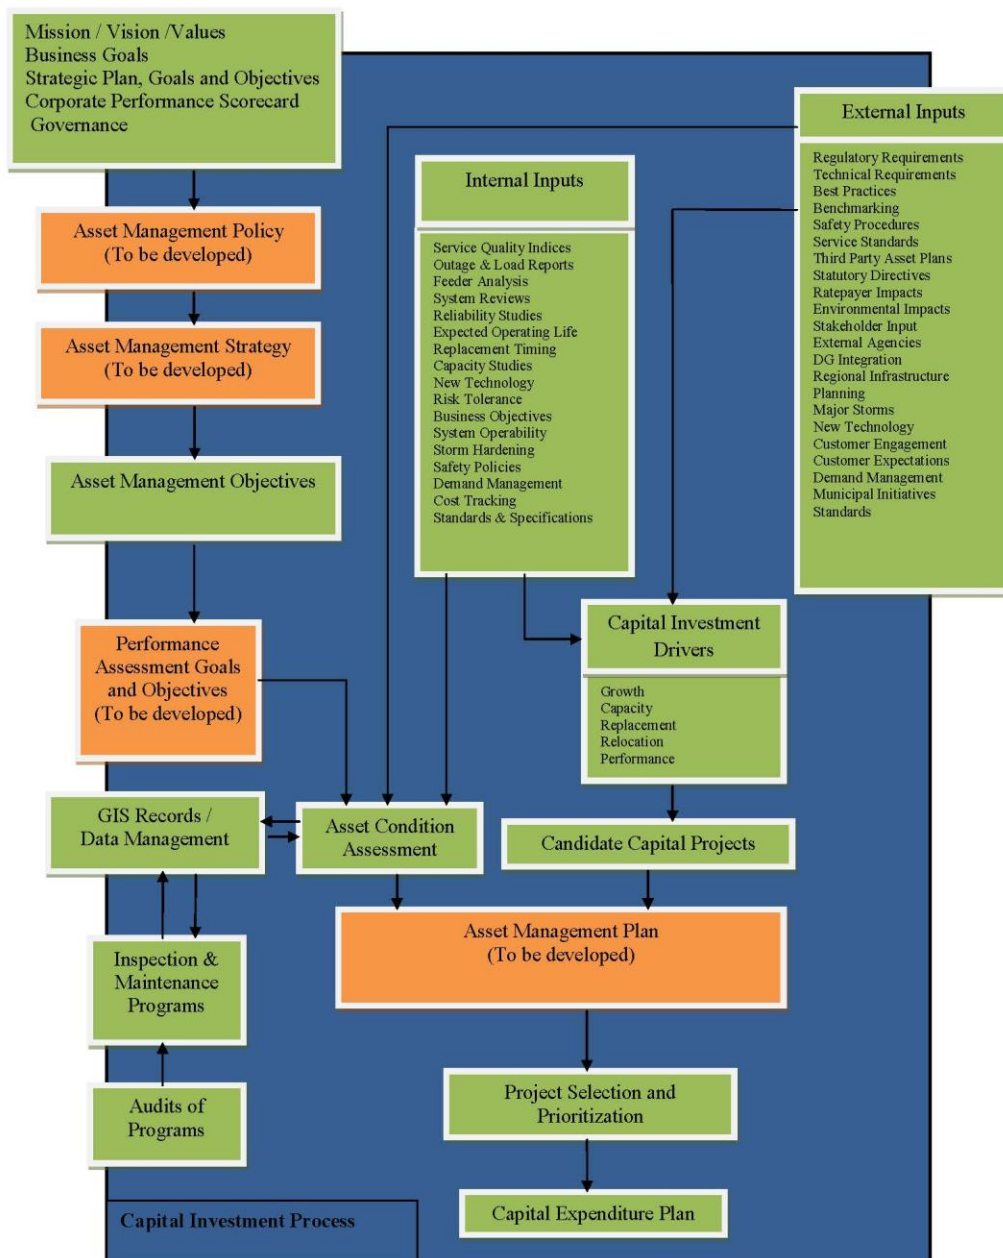 Mission / Vision /Values
Business Goals
Strategic Plan, Goals and Objectives
Corporate Performance Scorecard
Governance
Asset Management Policy
(To be developed)
Asset Management Strategy
(To be developed)
Asset Management Objectives
Performance
Assessment Goals
and Objectives
(To be developed)
GIS Records /
Data Management
Inspection &
Maintenance
Programs
Audits of
Programs
Internal Inputs
Service Quality Indices
Outage & Load Reports
Feeder Analysis
System Reviews
Reliability Studies
Expected Operating Life
Replacement Timing
Capacity Studies
New Technology
Risk Tolerance
Business Objectives
System Operability
Storm Hardening
Safety Policies
Demand Management
Cost Tracking
Standards & Specifications
External Inputs
Regulatory Requirements
Technical Requirements
Best Practices
Benchmarking
Safety Procedures
Service Standards
Third Party Asset Plans
Statutory Directives
Ratepayer Impacts
Environmental Impacts
Stakeholder Input
External Agencies
DG Integration
Regional Infrastructure
Planning
Major Storms
New Technology
Customer Engagement
Customer Expectations
Demand Management
Municipal Initiatives
Standards
Capital Investment
Drivers
Growth
Capacity
Replacement
Relocation
Performance
Asset Condition
Assessment
Candidate Capital Projects
Asset Management Plan
(To be developed)
Project Selection and
Prioritization
Capital Expenditure Plan
Capital Investment Process